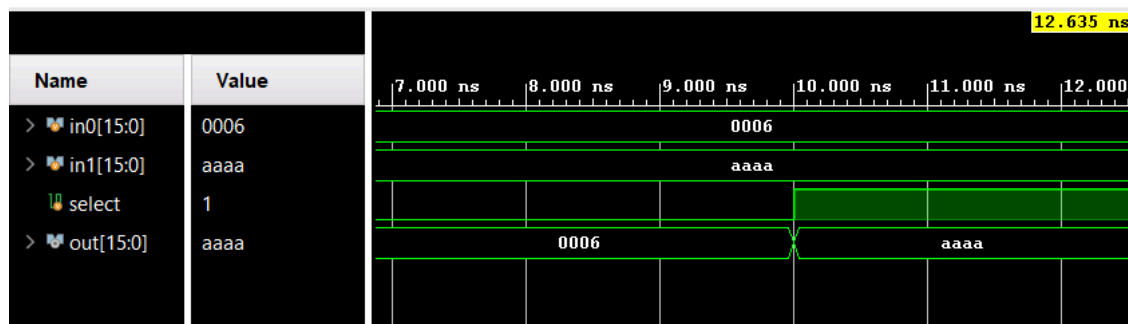 12.635 ns
Name Value
7.000 ns 8.000 ns 9.000 ns 10.000 ns 11.000 ns 12.000
in0[15:0] 0006 0006
in1[15:0] aaaa aaaa
select 1
out[15:0] aaaa 0006 aaaa